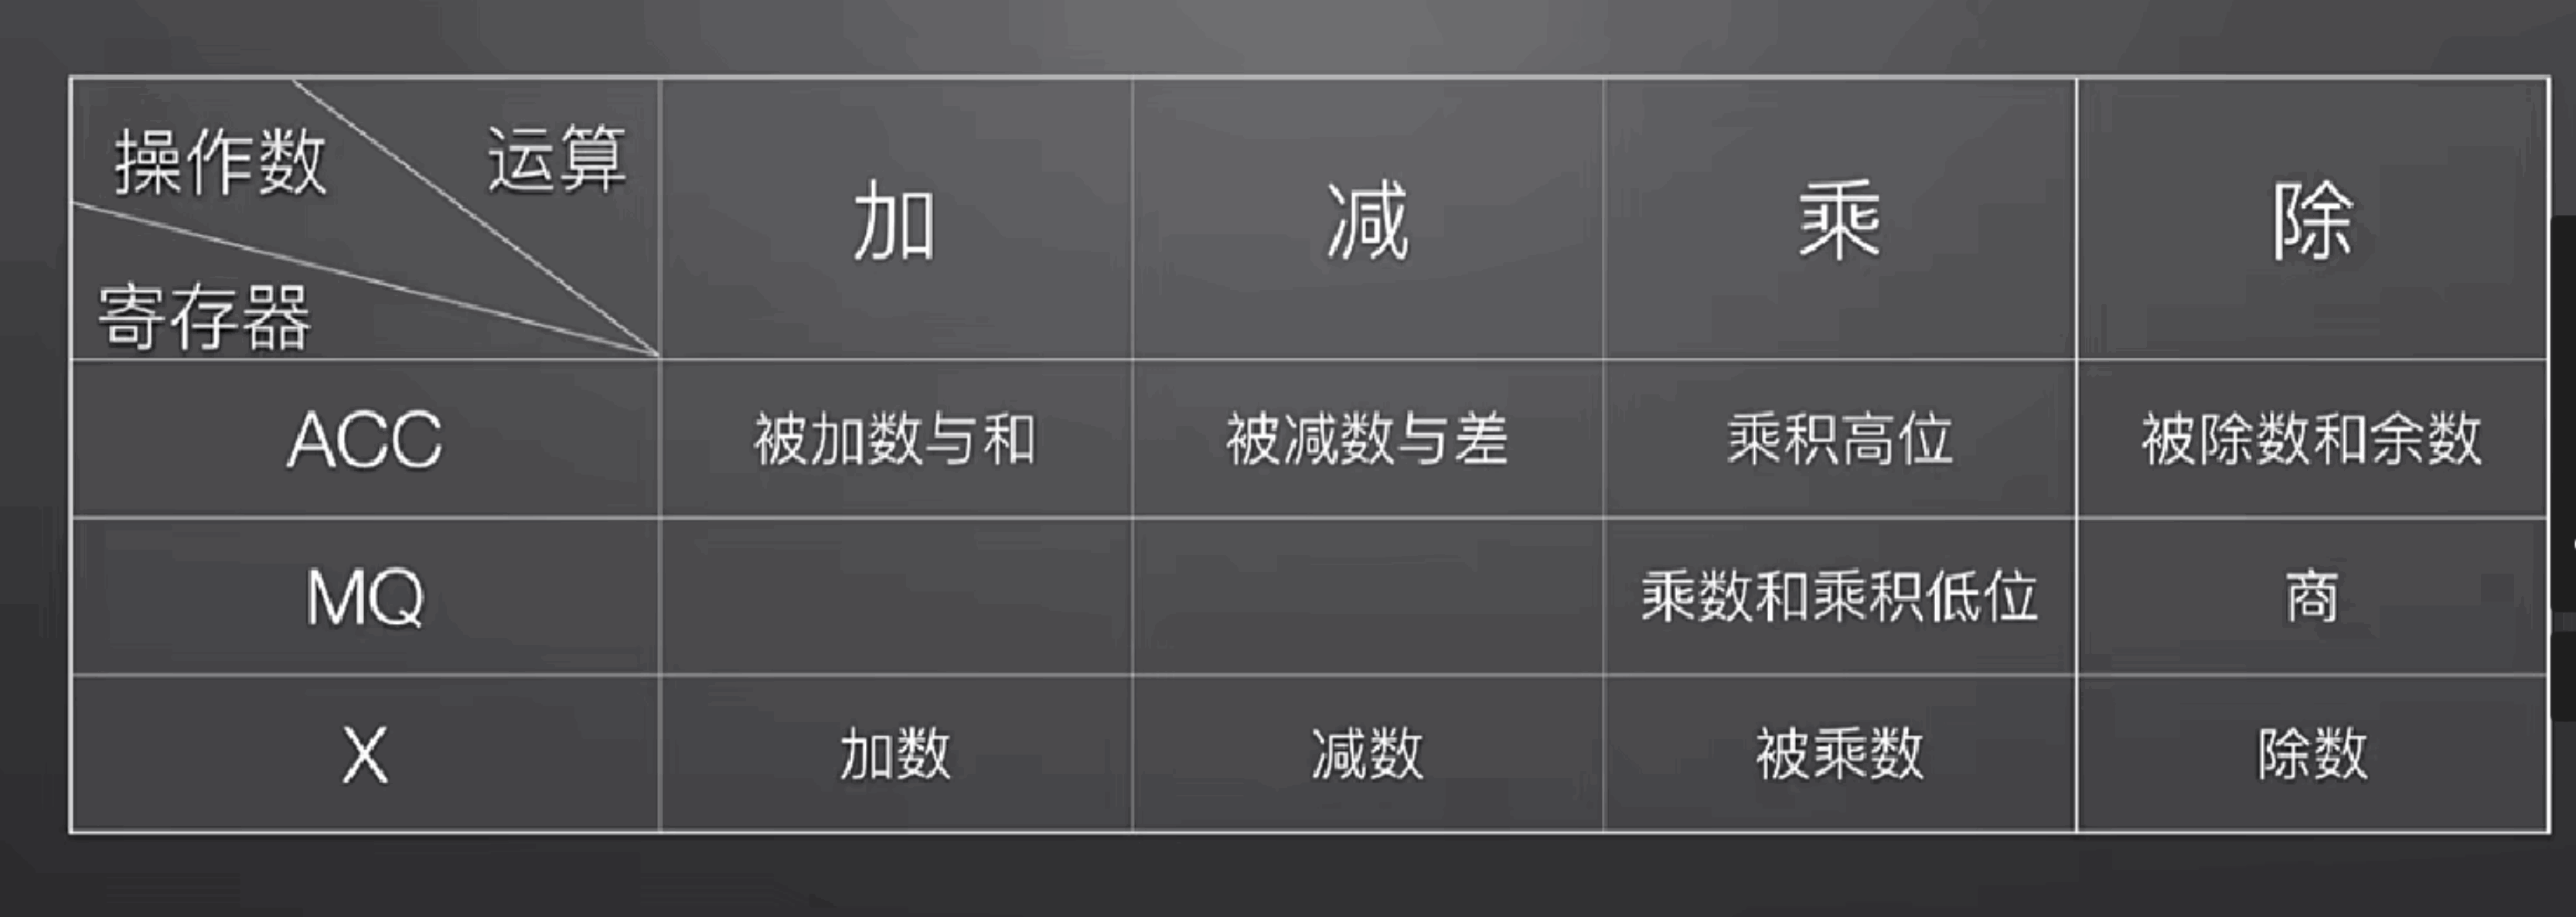 操作数 运算
寄存器
加 减 乘 除
ACC 被加数与和 被减数与差 乘积高位 被除数和余数
MQ 乘数和乘积低位 商
X 加数 减数 被乘数 除数